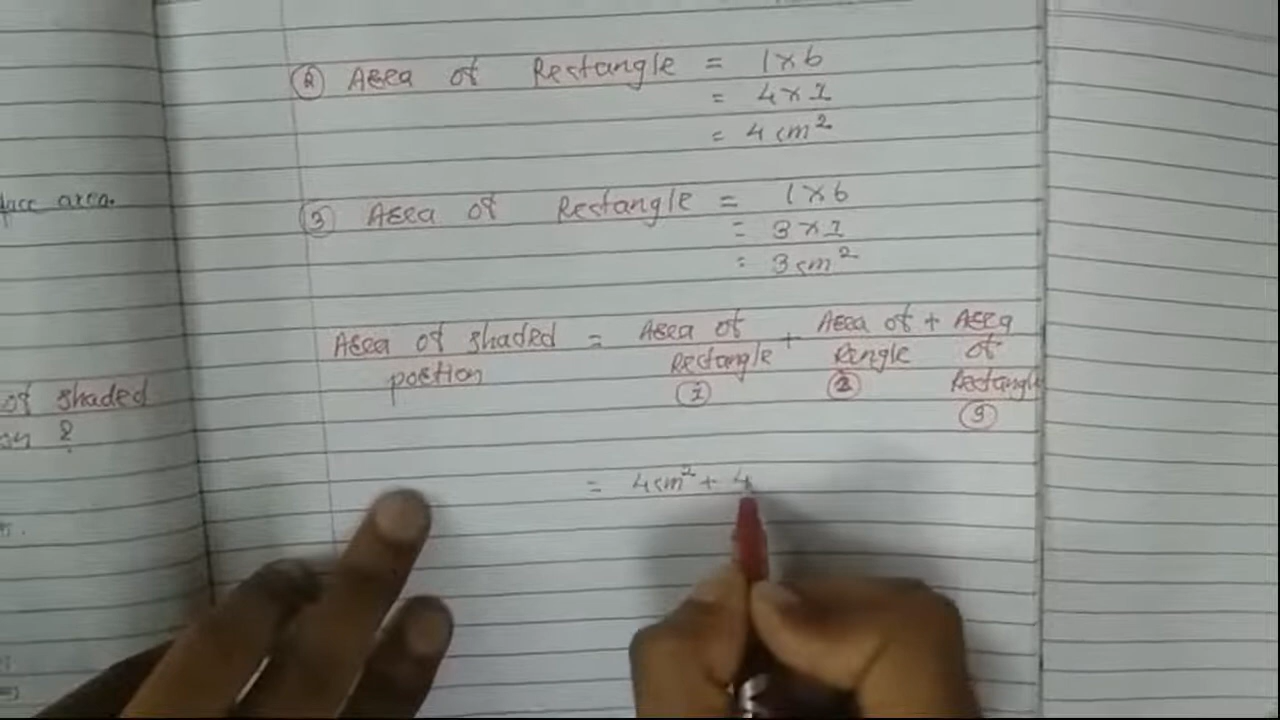 ② Area of Rectangle = l x b
= 4 x 1
= 4 cm²
face area.
③ Area of Rectangle = l x b
= 3 x 1
= 3 cm²
Area of shaded portion = Area of Rectangle ① + Area of Rengle ② + Area of Rectangle ③
of shaded
?
= 4 cm² + 4